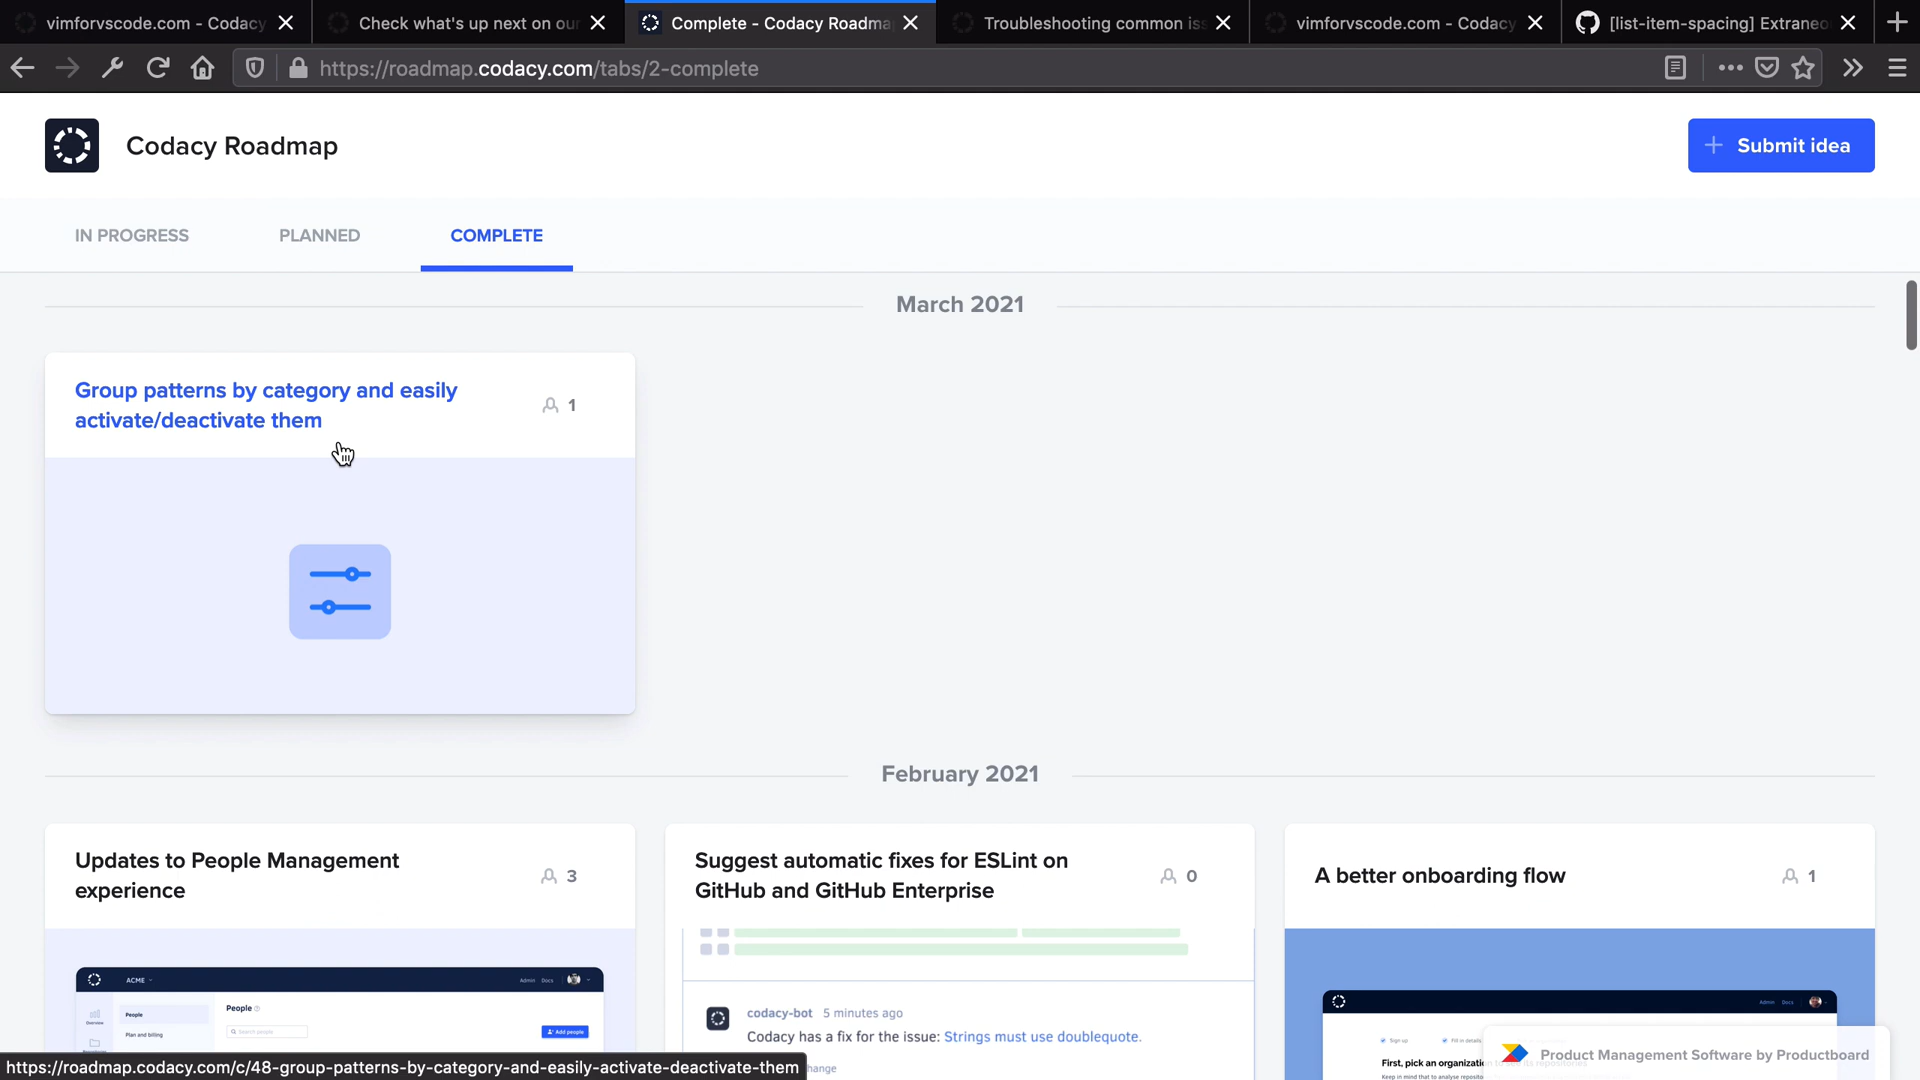 vimforvscode.com - Codacy
Check what's up next on our
Complete - Codacy Roadma
Troubleshooting common is
vimforvscode.com - Codacy
[list-item-spacing] Extraneo
https://roadmap.codacy.com/tabs/2-complete
Codacy Roadmap
+ Submit idea
IN PROGRESS
PLANNED
COMPLETE
March 2021
Group patterns by category and easily
activate/deactivate them
1
February 2021
Updates to People Management
experience
3
Suggest automatic fixes for ESLint on
GitHub and GitHub Enterprise
0
A better onboarding flow
1
ACME
Admin Docs
People
Overview
People
Plan and billing
Search people
Add people
codacy-bot 5 minutes ago
Codacy has a fix for the issue: Strings must use doublequote.
hange
Admin Docs
Sign up
Fill in details
First, pick an organizatio
Keep in mind that to analyse reposito
Product Management Software by Productboard
https://roadmap.codacy.com/c/48-group-patterns-by-category-and-easily-activate-deactivate-them